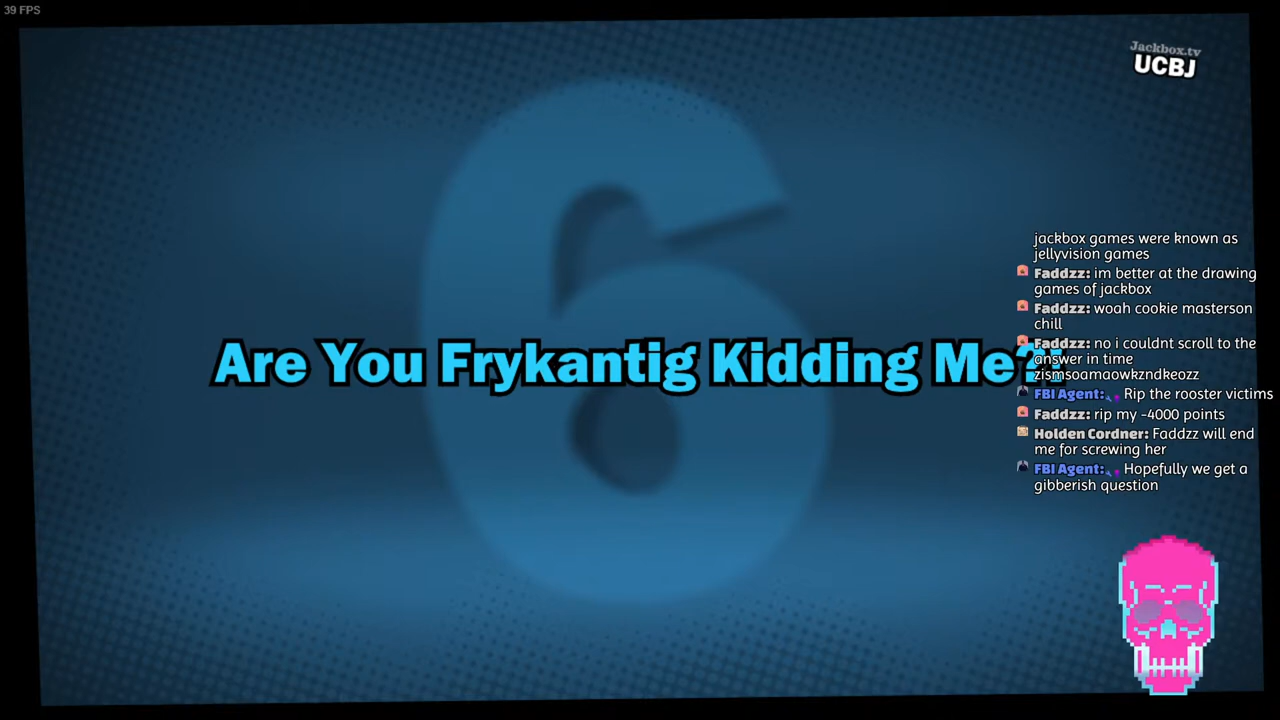 39 FPS
Jackbox.tv
UCBJ
6
jackbox games were known as
jellyvision games
Faddzz: im better at the drawing
games of jackbox
Faddzz: woah cookie masterson
chill
Faddzz: no i couldnt scroll to the
answer in time
zismsoamaowkzndkeozz
Are You Frykantig Kidding Me?!
FBI Agent: Rip the rooster victims
Faddzz: rip my -4000 points
Holden Cordner: Faddzz will end
me for screwing her
FBI Agent: Hopefully we get a
gibberish question